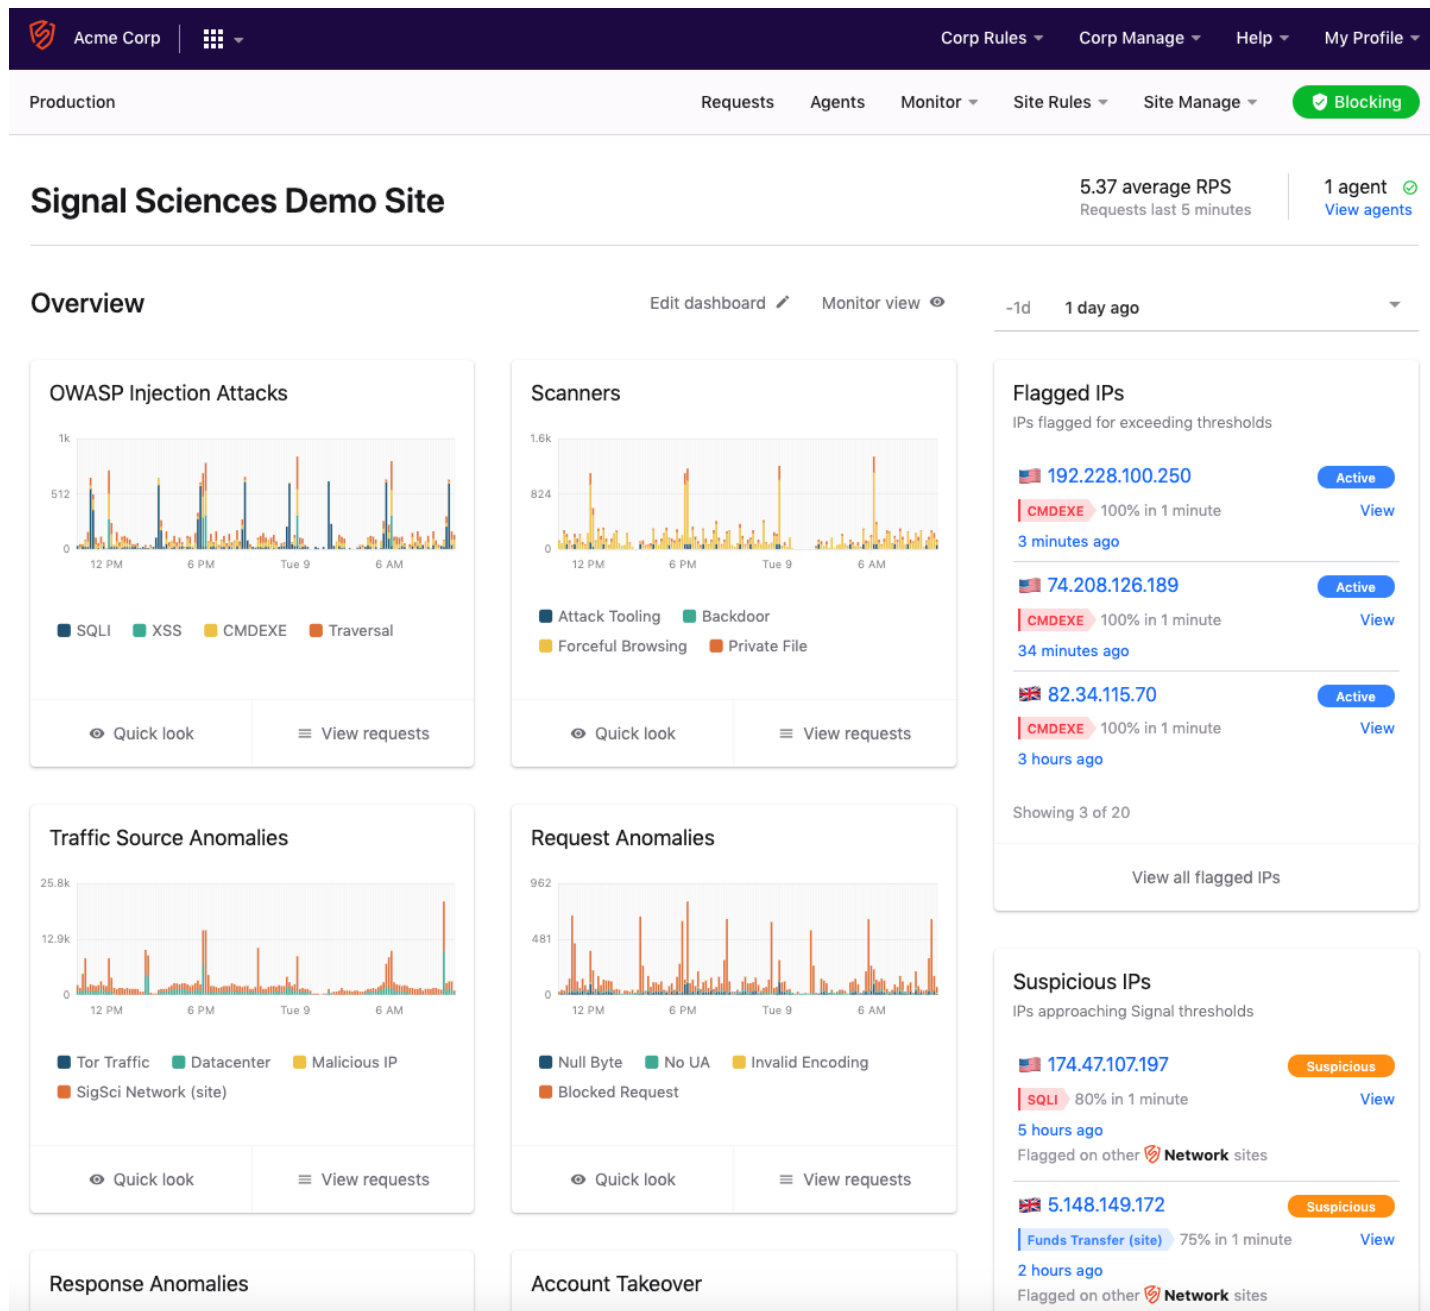 Acme Corp
Corp Rules
Corp Manage
Help
My Profile
Production
Requests
Agents
Monitor
Site Rules
Site Manage
Blocking
Signal Sciences Demo Site
5.37 average RPS
Requests last 5 minutes
1 agent
View agents
Overview
Edit dashboard
Monitor view
-1d
1 day ago
OWASP Injection Attacks
1k
512
0
12 PM
6 PM
Tue 9
6 AM
SQLI
XSS
CMDEXE
Traversal
Quick look
View requests
Scanners
1.6k
824
0
12 PM
6 PM
Tue 9
6 AM
Attack Tooling
Backdoor
Forceful Browsing
Private File
Quick look
View requests
Flagged IPs
IPs flagged for exceeding thresholds
192.228.100.250
Active
CMDEXE
100% in 1 minute
View
3 minutes ago
74.208.126.189
Active
CMDEXE
100% in 1 minute
View
34 minutes ago
82.34.115.70
Active
CMDEXE
100% in 1 minute
View
3 hours ago
Showing 3 of 20
View all flagged IPs
Traffic Source Anomalies
25.8k
12.9k
0
12 PM
6 PM
Tue 9
6 AM
Tor Traffic
Datacenter
Malicious IP
SigSci Network (site)
Quick look
View requests
Request Anomalies
962
481
0
12 PM
6 PM
Tue 9
6 AM
Null Byte
No UA
Invalid Encoding
Blocked Request
Quick look
View requests
Suspicious IPs
IPs approaching Signal thresholds
174.47.107.197
Suspicious
SQLI
80% in 1 minute
View
5 hours ago
Flagged on other Network sites
5.148.149.172
Suspicious
Funds Transfer (site)
75% in 1 minute
View
2 hours ago
Flagged on other Network sites
Response Anomalies
Account Takeover